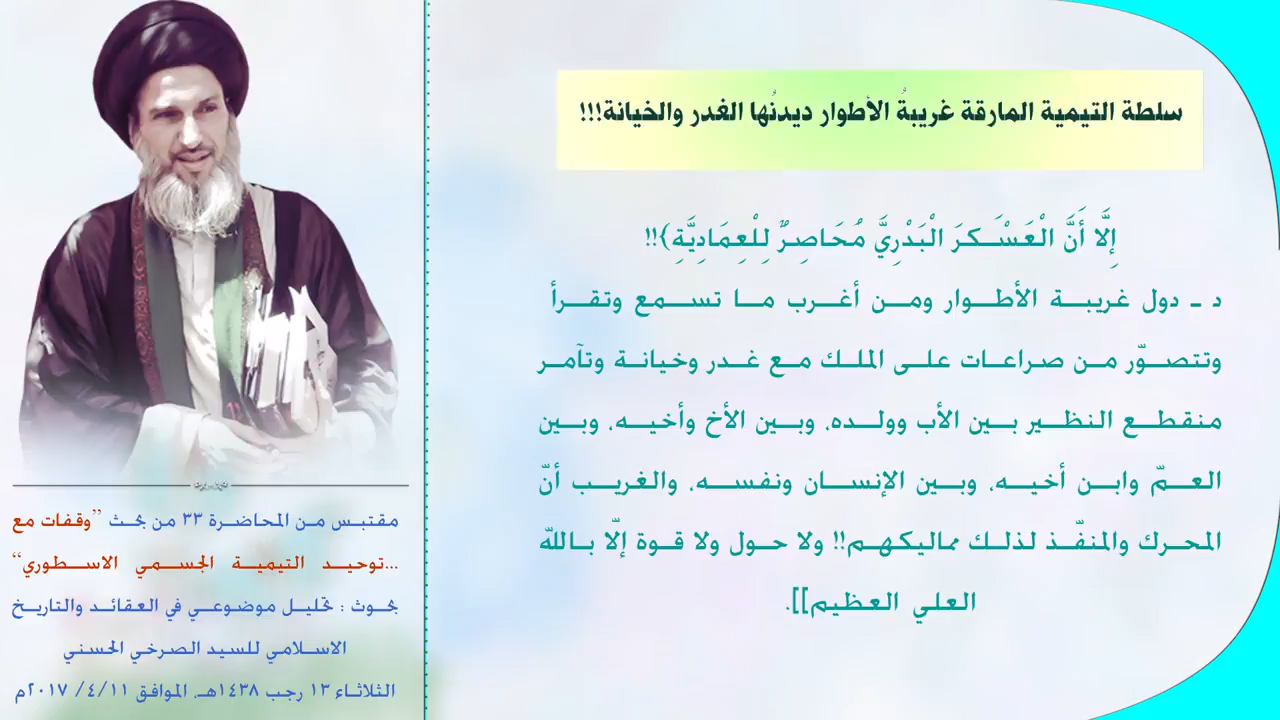 سلطة التيمية المارقة غريبةُ الأطوار ديدنُها الغدر والخيانة!!!
إِلَّا أَنَّ الْعَسْكَرَ الْبَدْرِيَّ مُحَاصِرٌ لِلْعِمَادِيَّةِ)!!
د - دول غريبة الأطوار ومن أغرب ما تسمع وتقرأ
وتتصوّر من صراعات على الملك مع غدر وخيانة وتآمر
منقطع النظير بين الأب وولده، وبين الأخ وأخيه، وبين
العمّ وابن أخيه، وبين الإنسان ونفسه، والغريب أنّ
المحرك والمنفّذ لذلك مماليكهم!! ولا حول ولا قوة إلّا بالله
العلي العظيم]].
مقتبس من المحاضرة ٣٣ من بحث "وقفات مع
...توحيد التيمية الجسمي الاسطوري"
بحوث : تحليل موضوعي في العقائد والتاريخ
الاسلامي للسيد الصرخي الحسني
الثلاثاء ١٣ رجب ١٤٣٨هـ، الموافق ٤/١١/ ٢٠١٧م